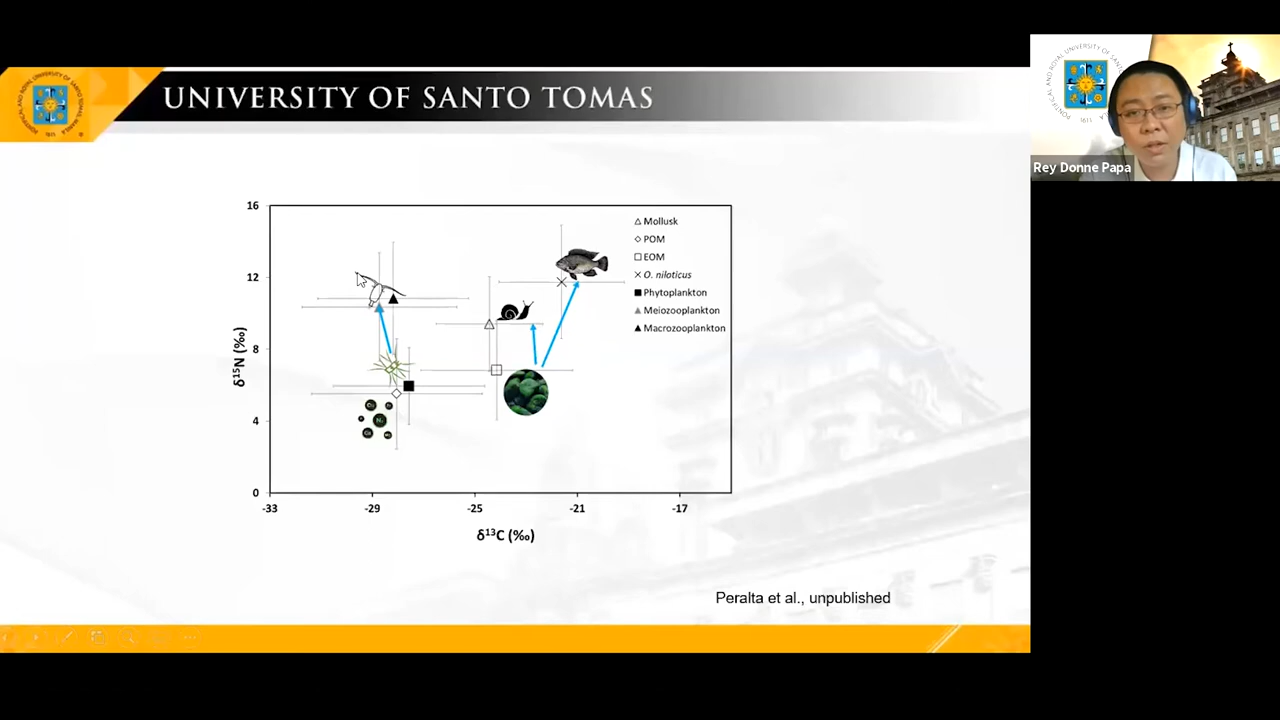 UNIVERSITY OF SANTO TOMAS
Rey Donne Papa
16
12
8
4
0
δ15N (‰)
-33
-29
-25
-21
-17
δ13C (‰)
Mollusk
POM
EOM
O. niloticus
Phytoplankton
Meiozooplankton
Macrozooplankton
Peralta et al., unpublished